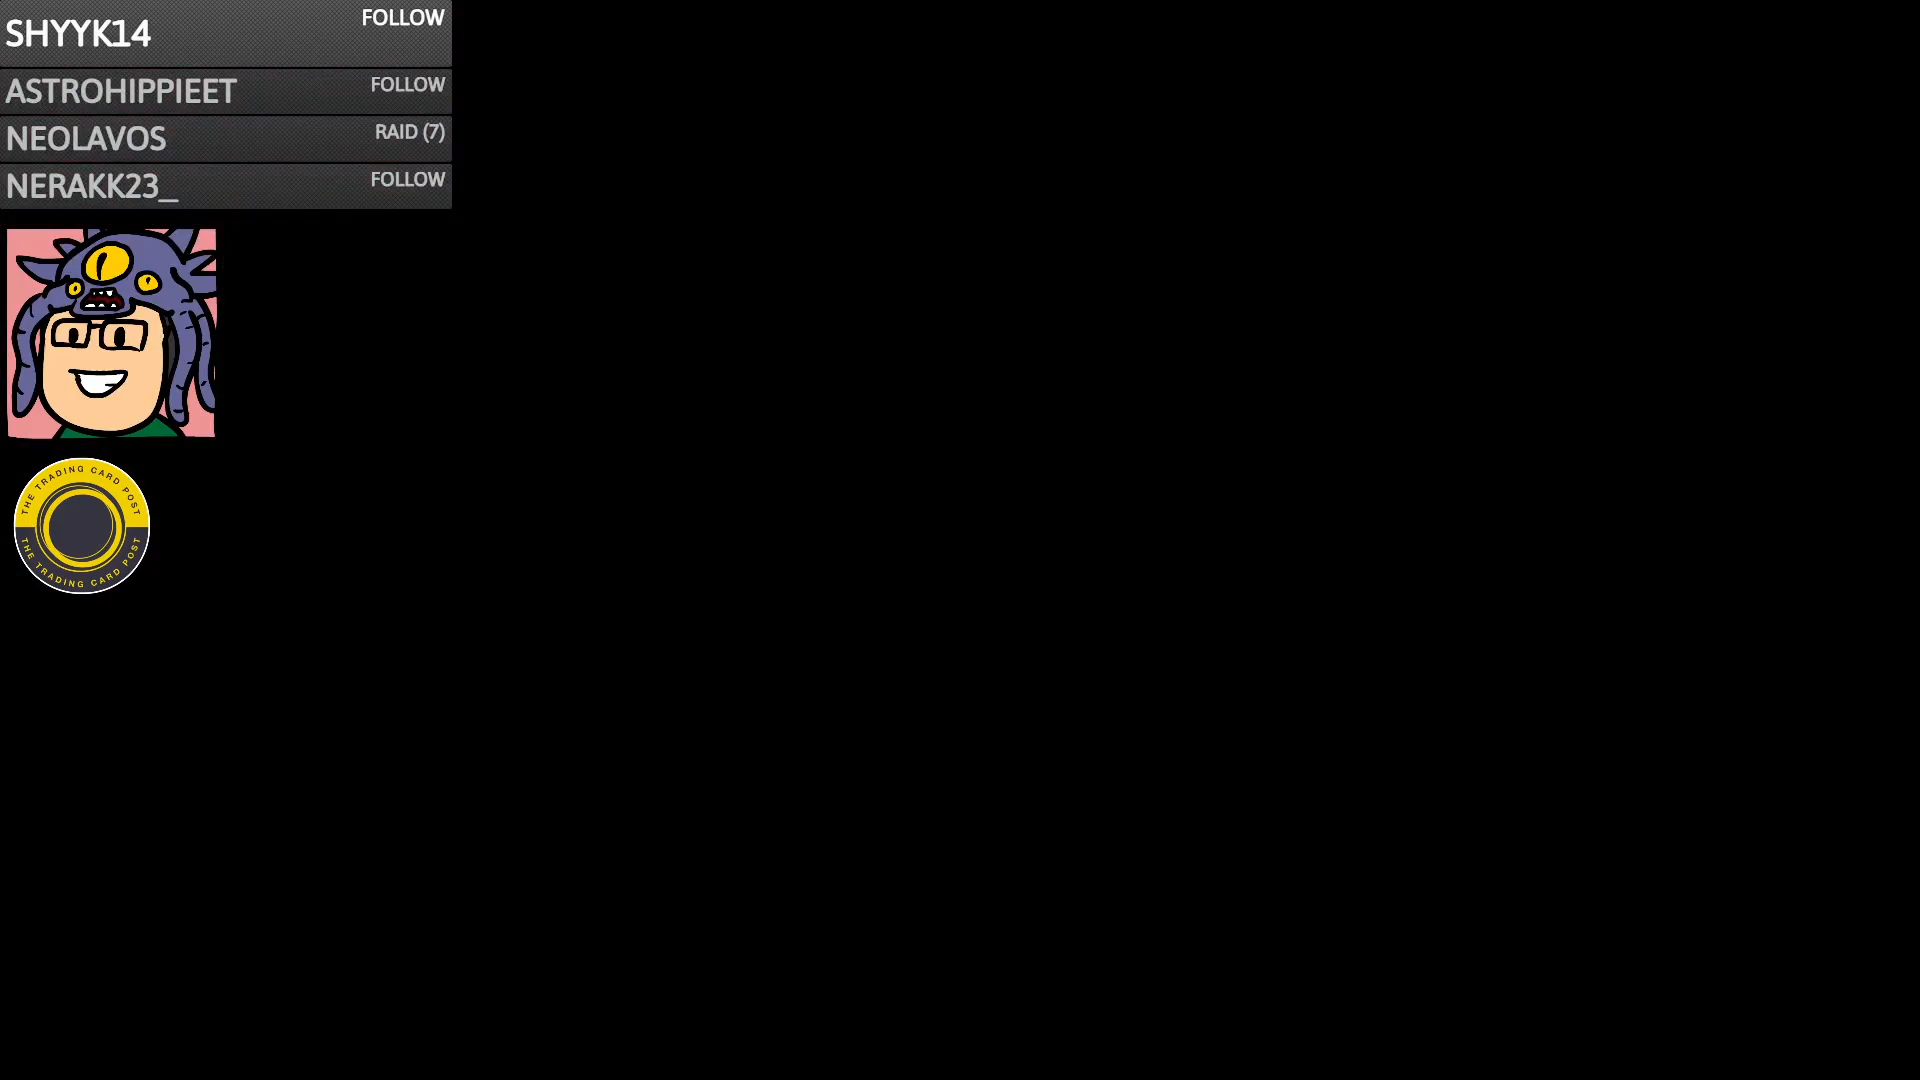 SHYYK14 FOLLOW
ASTROHIPPIEET FOLLOW
NEOLAVOS RAID (7)
NERAKK23_ FOLLOW
THE TRADING CARD POST
THE TRADING CARD POST